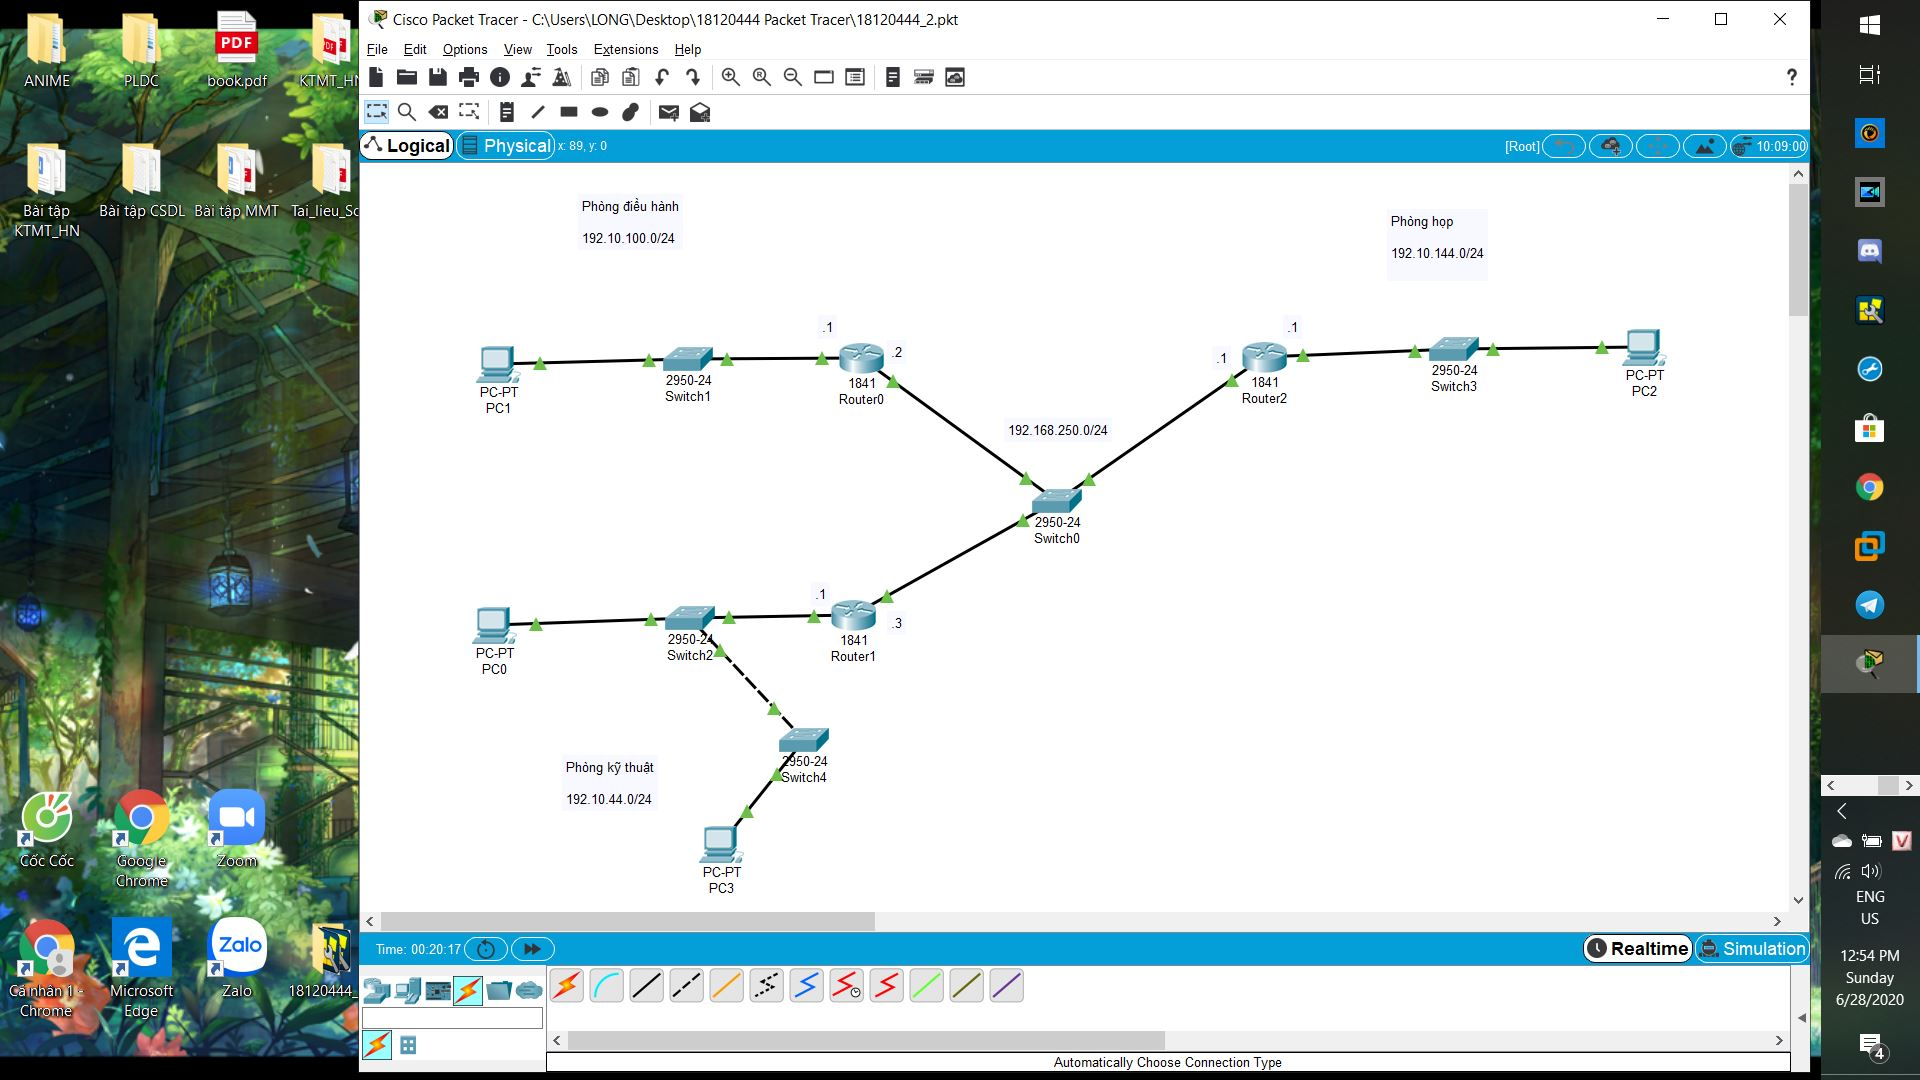 ANIME
PLDC
book.pdf
KTMT_HN
Bài tập KTMT_HN
Bài tập CSDL
Bài tập MMT
Tai_lieu_Sc
Cốc Cốc
Google Chrome
Zoom
Cá nhân 1 - Chrome
Microsoft Edge
Zalo
18120444_
Cisco Packet Tracer - C:\Users\LONG\Desktop\18120444 Packet Tracer\18120444_2.pkt
File Edit Options View Tools Extensions Help
Logical Physical x: 89, y: 0
[Root] 10:09:00
Phòng điều hành
192.10.100.0/24
Phòng họp
192.10.144.0/24
.1
.2
.1
.1
PC-PT
PC1
2950-24
Switch1
1841
Router0
1841
Router2
2950-24
Switch3
PC-PT
PC2
192.168.250.0/24
2950-24
Switch0
.1
.3
PC-PT
PC0
2950-24
Switch2
1841
Router1
2950-24
Switch4
Phòng kỹ thuật
192.10.44.0/24
PC-PT
PC3
Time: 00:20:17
Realtime Simulation
Automatically Choose Connection Type
ENG
US
12:54 PM
Sunday
6/28/2020
4